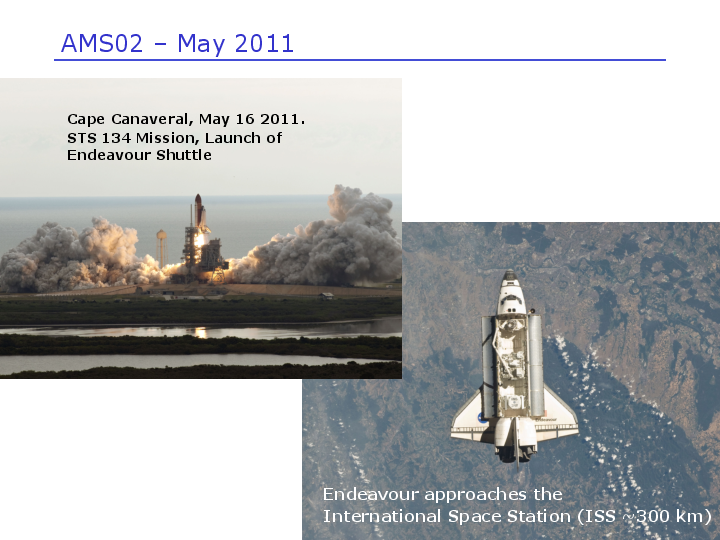 AMS02 – May 2011
Cape Canaveral, May 16 2011.
STS 134 Mission, Launch of
Endeavour Shuttle
Endeavour approaches the
International Space Station (ISS ~300 km)